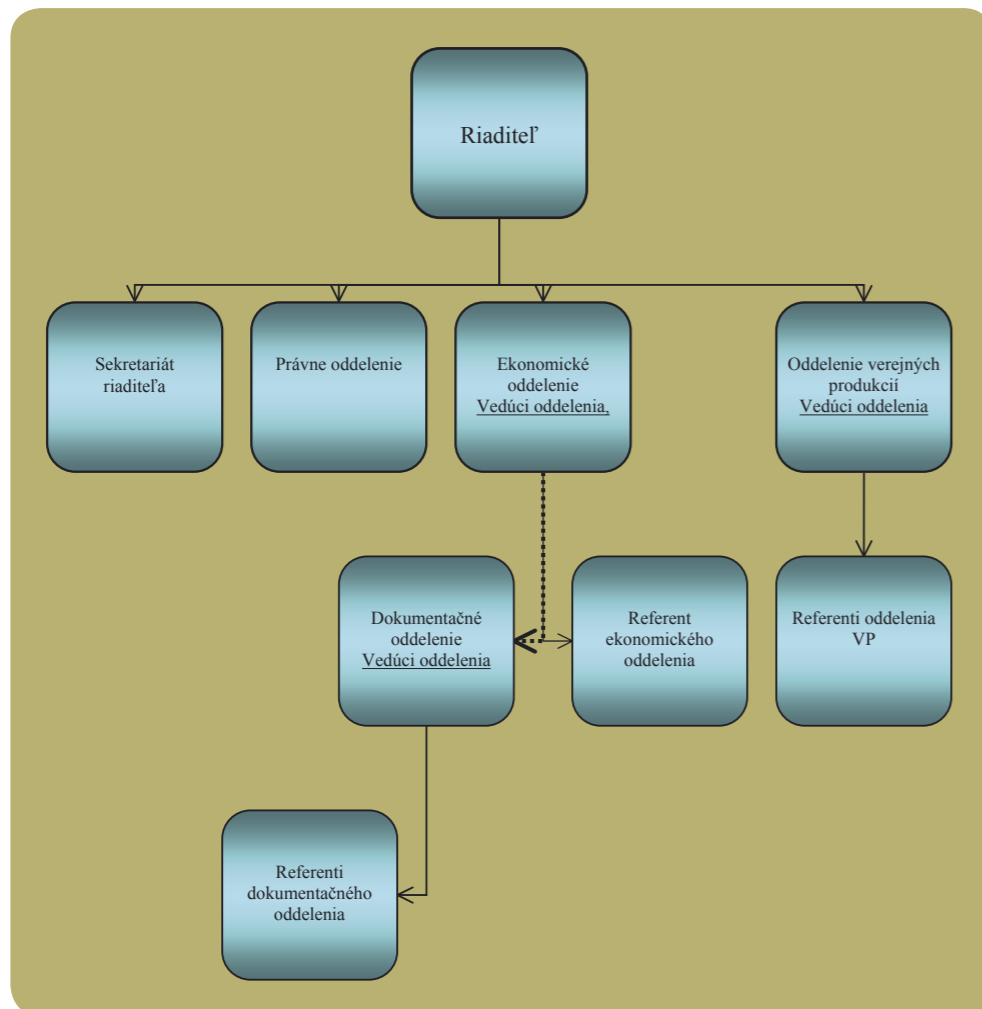 Riaditeľ
Sekretariát
riaditeľa
Právne oddelenie
Ekonomické
oddelenie
Vedúci oddelenia,
Oddelenie verejných
produkcií
Vedúci oddelenia
Dokumentačné
oddelenie
Vedúci oddelenia
Referent
ekonomického
oddelenia
Referenti oddelenia
VP
Referenti
dokumentačného
oddelenia